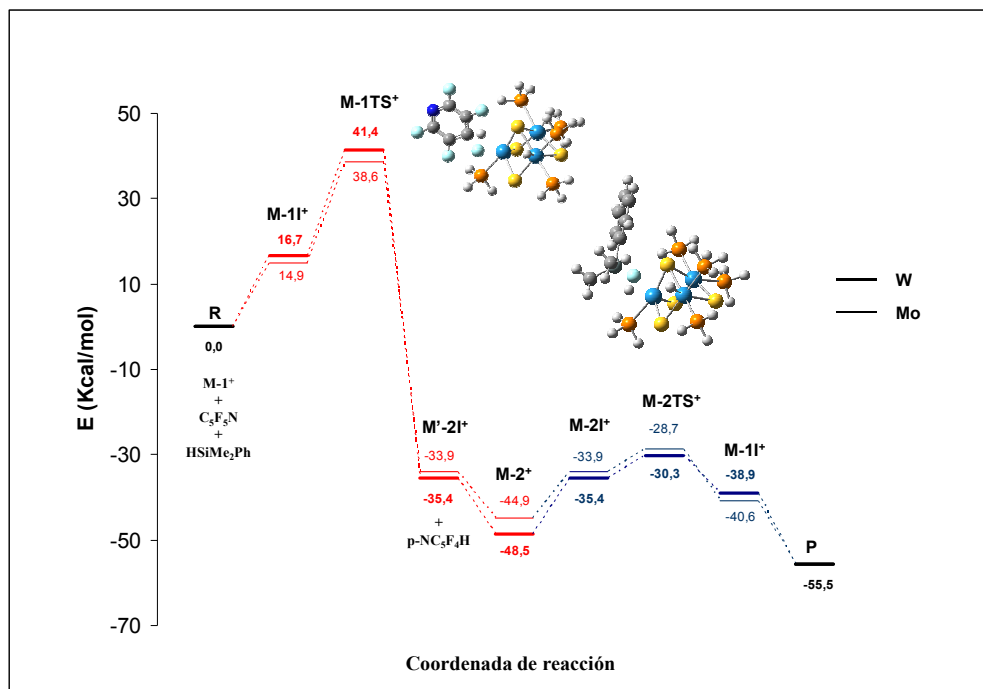 50
30
10
-10
-30
-50
-70
E (Kcal/mol)
Coordenada de reacción
R
0,0
M-1⁺
+
C₅F₅N
+
HSiMe₂Ph
M-1I⁺
16,7
14,9
M-1TS⁺
41,4
38,6
M’-2I⁺
-33,9
-35,4
+
p-NC₅F₄H
M-2⁺
-44,9
-48,5
M-2I⁺
-33,9
-35,4
M-2TS⁺
-28,7
-30,3
M-1I⁺
-38,9
-40,6
P
-55,5
W
Mo